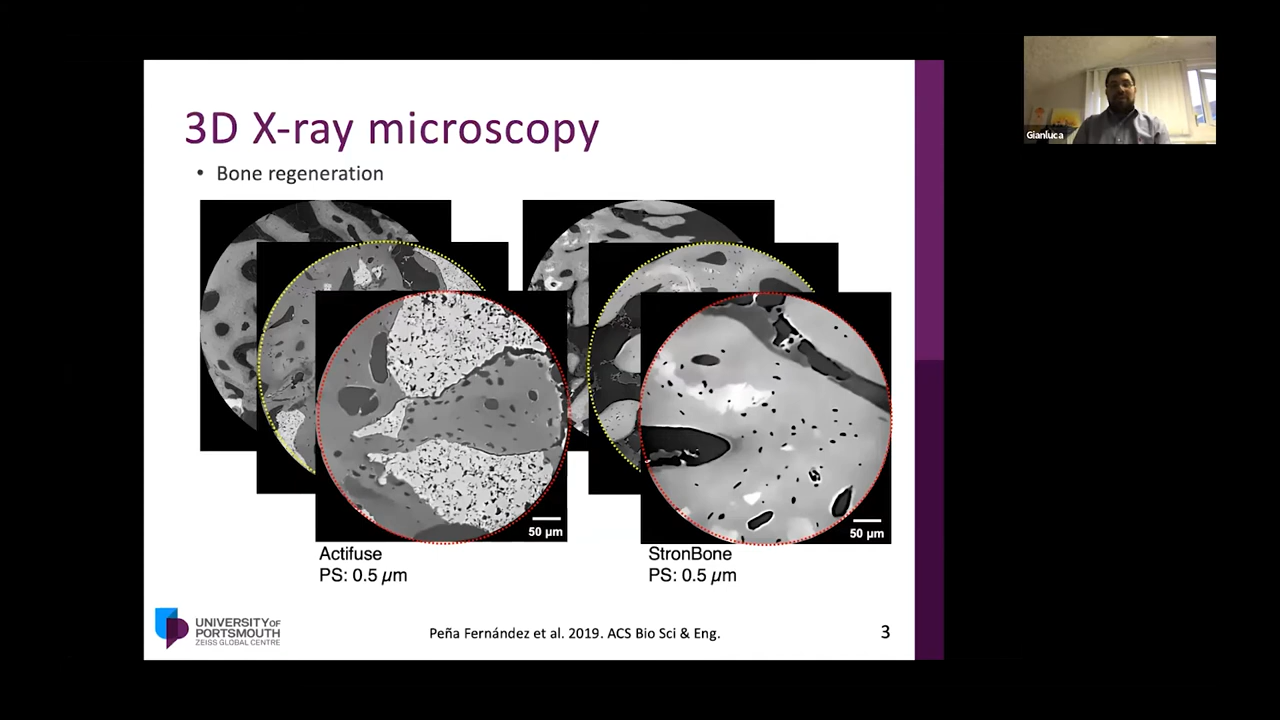 3D X-ray microscopy
• Bone regeneration
50 µm
50 µm
Actifuse
PS: 0.5 µm
StronBone
PS: 0.5 µm
UNIVERSITY OF
PORTSMOUTH
ZEISS GLOBAL CENTRE
Peña Fernández et al. 2019. ACS Bio Sci & Eng.
3
Gianluca